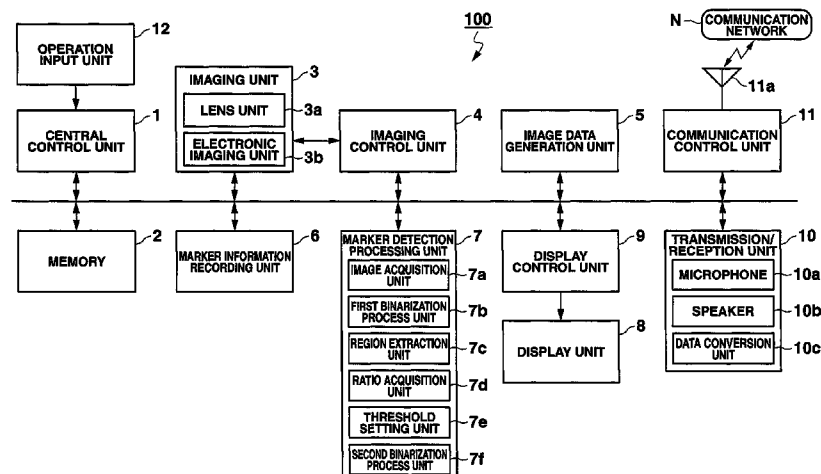 100
N
COMMUNICATION
NETWORK
12
OPERATION
INPUT UNIT
11a
IMAGING UNIT
3
LENS UNIT
3a
ELECTRONIC
IMAGING UNIT
3b
1
CENTRAL
CONTROL UNIT
4
IMAGING
CONTROL UNIT
5
IMAGE DATA
GENERATION UNIT
11
COMMUNICATION
CONTROL UNIT
2
MEMORY
6
MARKER INFORMATION
RECORDING UNIT
MARKER DETECTION
PROCESSING UNIT
7
IMAGE ACQUISITION
UNIT
7a
FIRST BINARIZATION
PROCESS UNIT
7b
REGION EXTRACTION
UNIT
7c
RATIO ACQUISITION
UNIT
7d
THRESHOLD
SETTING UNIT
7e
SECOND BINARIZATION
PROCESS UNIT
7f
9
DISPLAY
CONTROL UNIT
8
DISPLAY UNIT
TRANSMISSION/
RECEPTION UNIT
10
MICROPHONE
10a
SPEAKER
10b
DATA CONVERSION
UNIT
10c